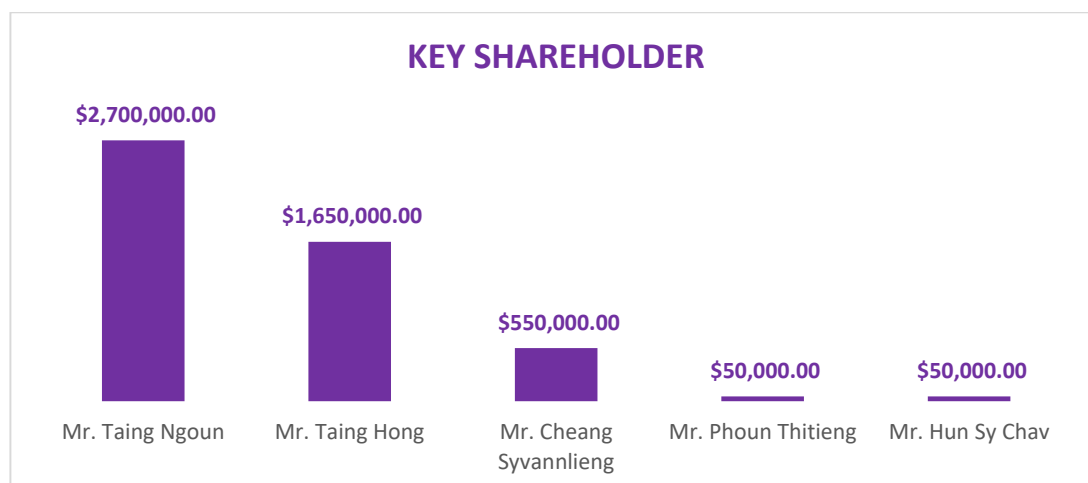 KEY SHAREHOLDER
$2,700,000.00
$1,650,000.00
$550,000.00
$50,000.00
$50,000.00
Mr. Taing Ngoun
Mr. Taing Hong
Mr. Cheang
Syvannlieng
Mr. Phoun Thitieng
Mr. Hun Sy Chav